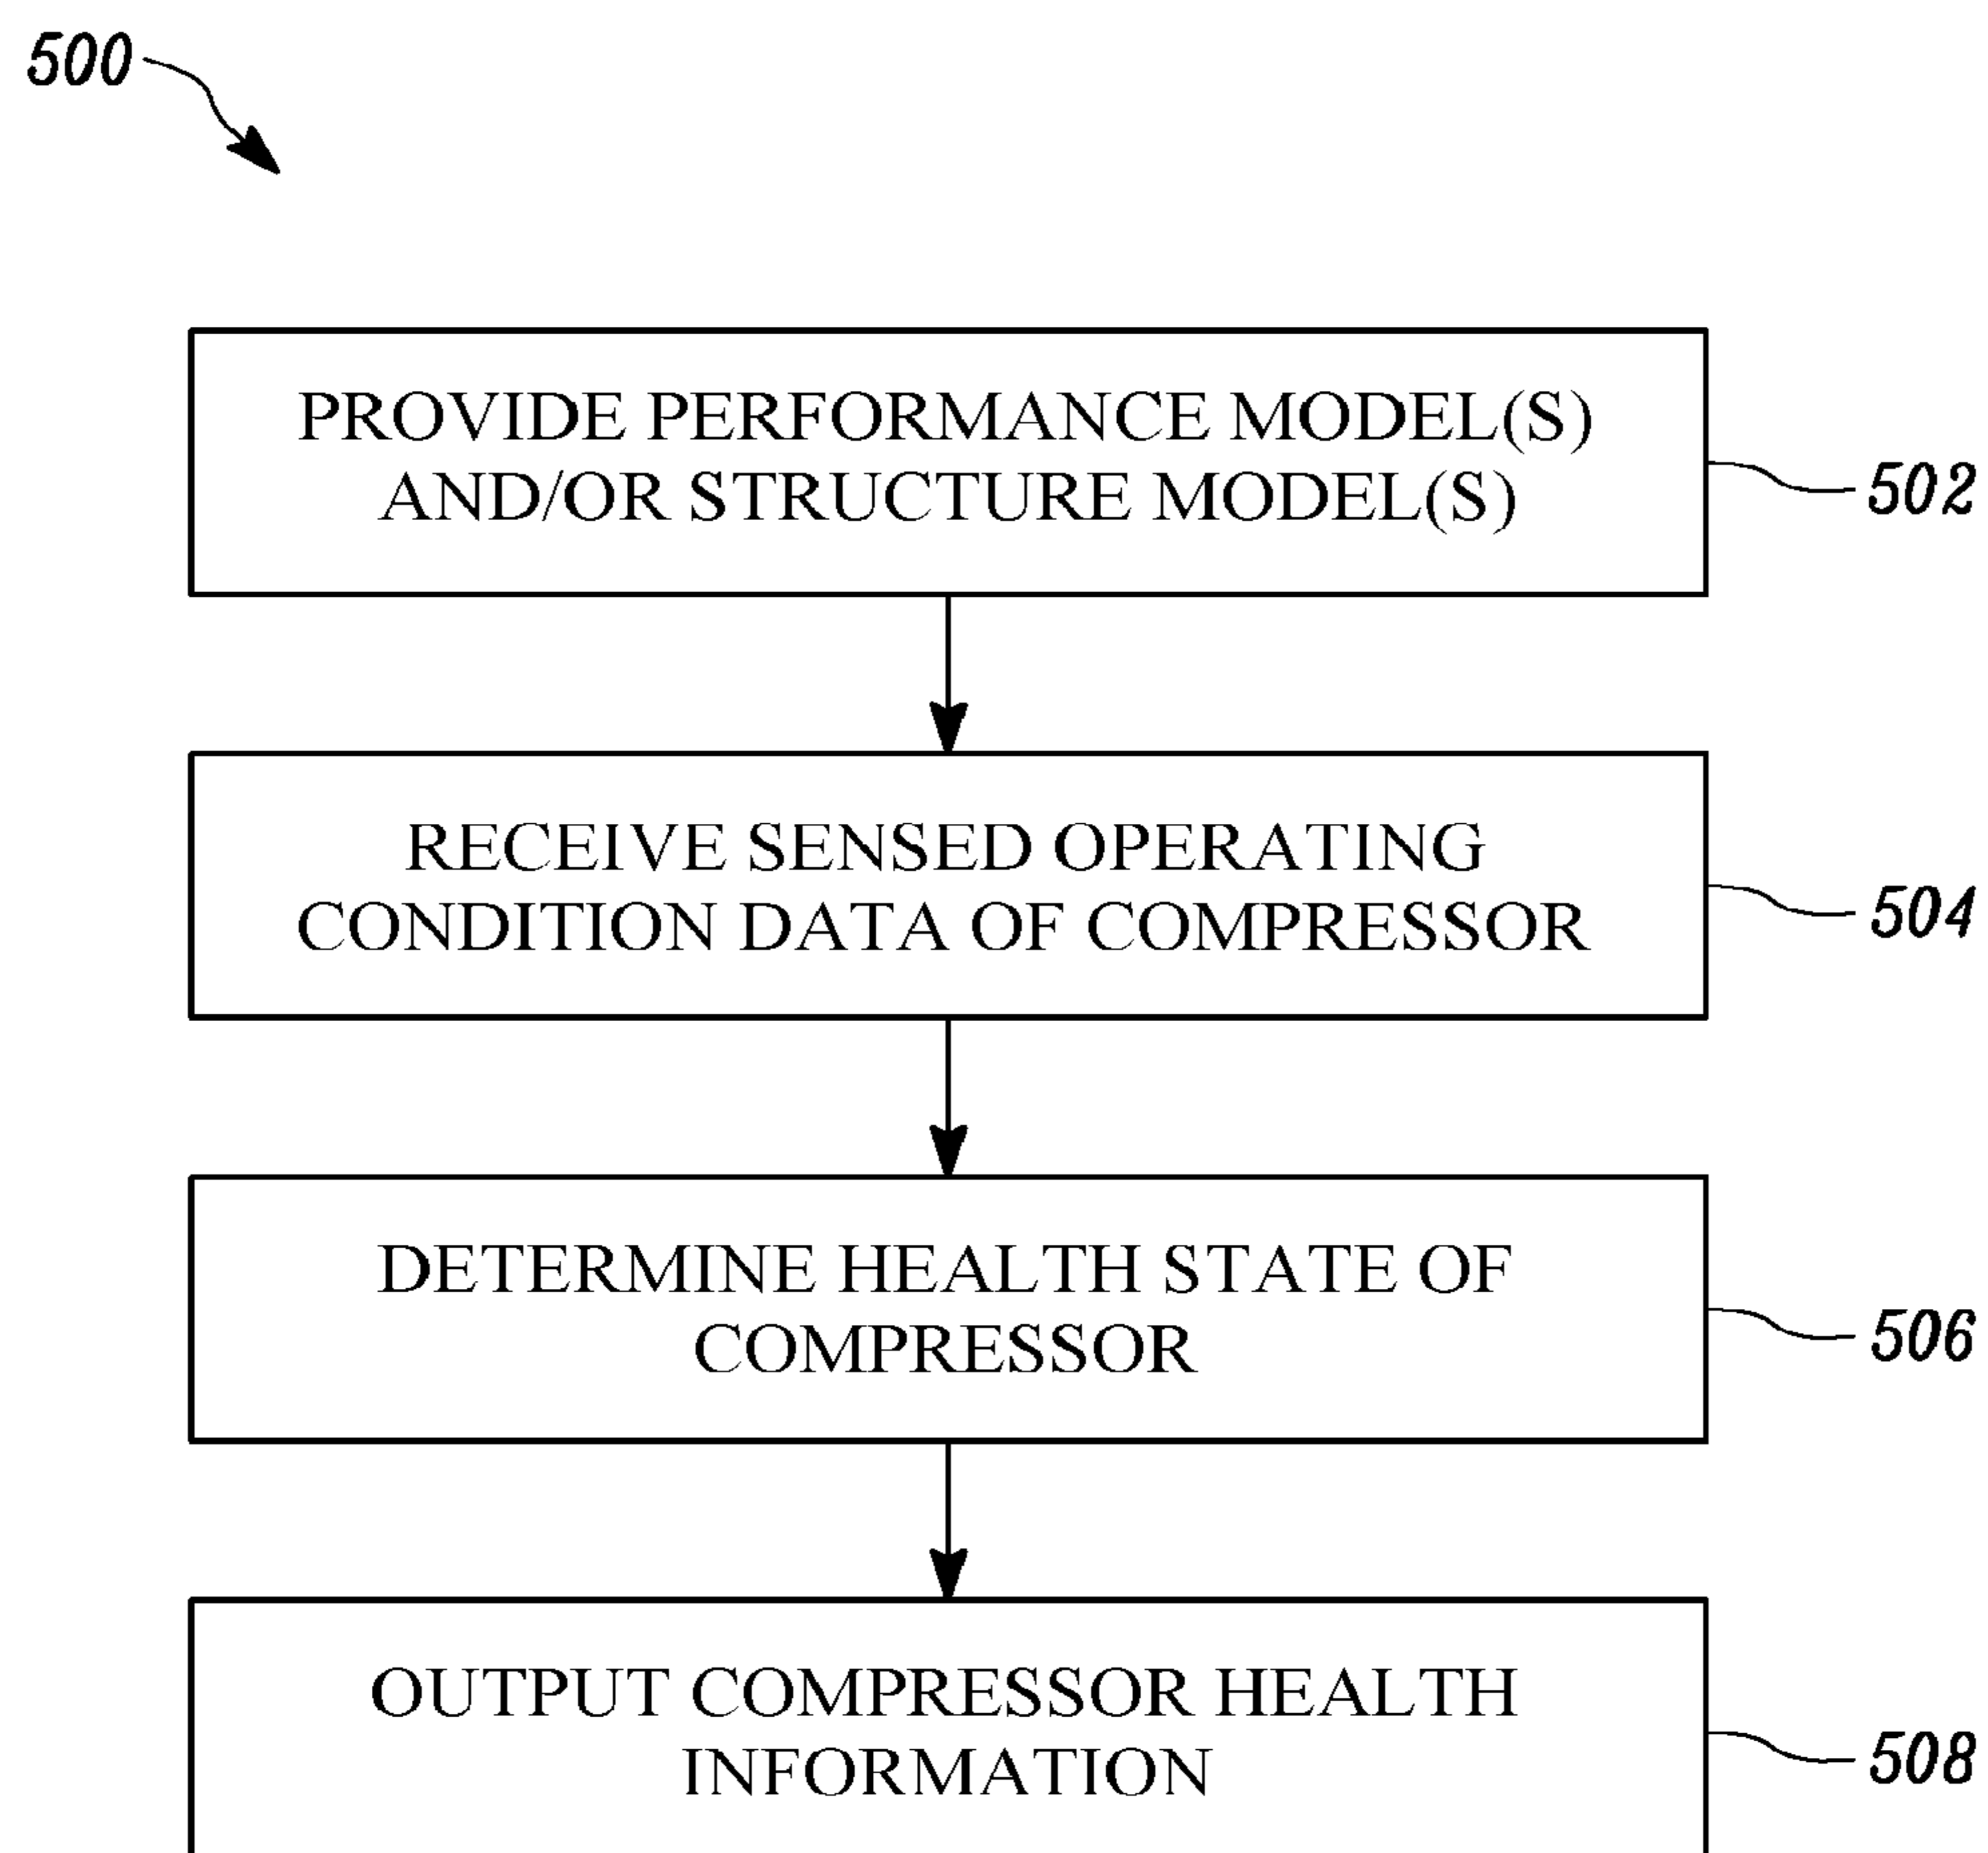 500
PROVIDE PERFORMANCE MODEL(S)
AND/OR STRUCTURE MODEL(S)
502
RECEIVE SENSED OPERATING
CONDITION DATA OF COMPRESSOR
504
DETERMINE HEALTH STATE OF
COMPRESSOR
506
OUTPUT COMPRESSOR HEALTH
INFORMATION
508